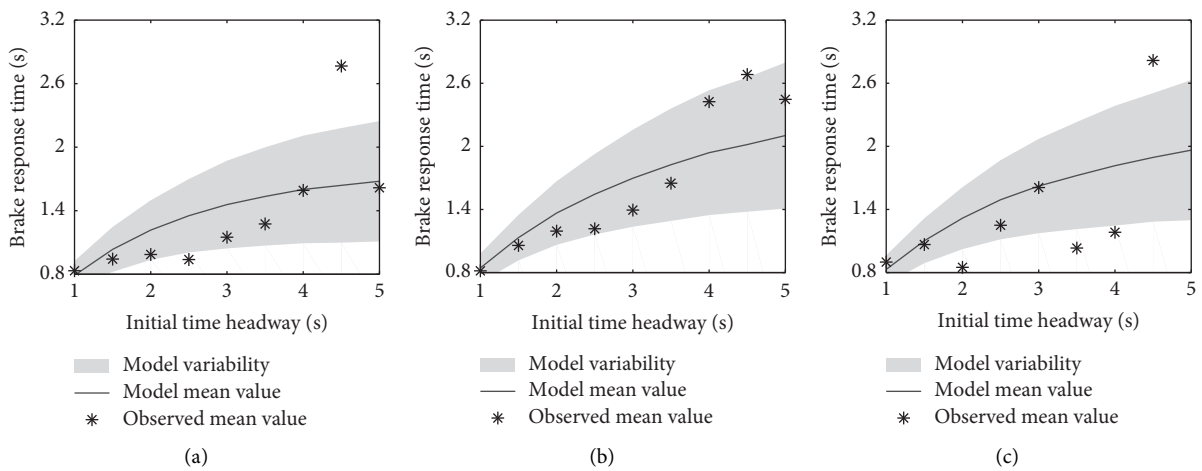 3.2
2.6
2
1.4
0.8
Brake response time (s)
1 2 3 4 5
Initial time headway (s)
Model variability
Model mean value
Observed mean value
(a)
3.2
2.6
2
1.4
0.8
Brake response time (s)
1 2 3 4 5
Initial time headway (s)
Model variability
Model mean value
Observed mean value
(b)
3.2
2.6
2
1.4
0.8
Brake response time (s)
1 2 3 4 5
Initial time headway (s)
Model variability
Model mean value
Observed mean value
(c)